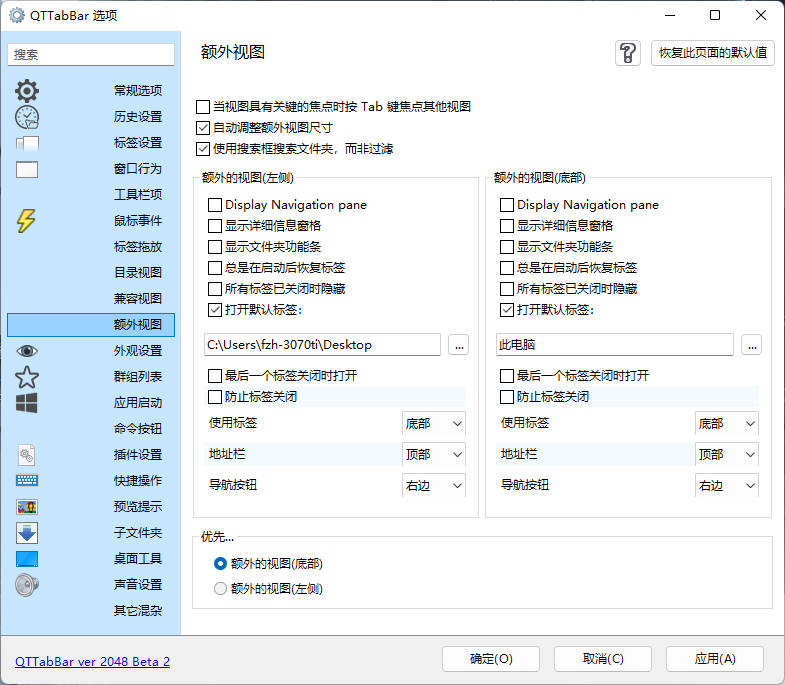 QTTabBar 选项
搜索
常规选项
历史设置
标签设置
窗口行为
工具栏项
鼠标事件
标签拖放
目录视图
兼容视图
额外视图
外观设置
群组列表
应用启动
命令按钮
插件设置
快捷操作
预览提示
子文件夹
桌面工具
声音设置
其它混杂
额外视图
恢复此页面的默认值
当视图具有关键的焦点时按 Tab 键焦点其他视图
自动调整额外视图尺寸
使用搜索框搜索文件夹，而非过滤
额外的视图(左侧)
Display Navigation pane
显示详细信息窗格
显示文件夹功能条
总是在启动后恢复标签
所有标签已关闭时隐藏
打开默认标签：
C:\Users\fzh-3070ti\Desktop
...
最后一个标签关闭时打开
防止标签关闭
使用标签 底部
地址栏 顶部
导航按钮 右边
额外的视图(底部)
Display Navigation pane
显示详细信息窗格
显示文件夹功能条
总是在启动后恢复标签
所有标签已关闭时隐藏
打开默认标签：
此电脑
...
最后一个标签关闭时打开
防止标签关闭
使用标签 底部
地址栏 顶部
导航按钮 右边
优先...
额外的视图(底部)
额外的视图(左侧)
QTTabBar ver 2048 Beta 2
确定(O)
取消(C)
应用(A)